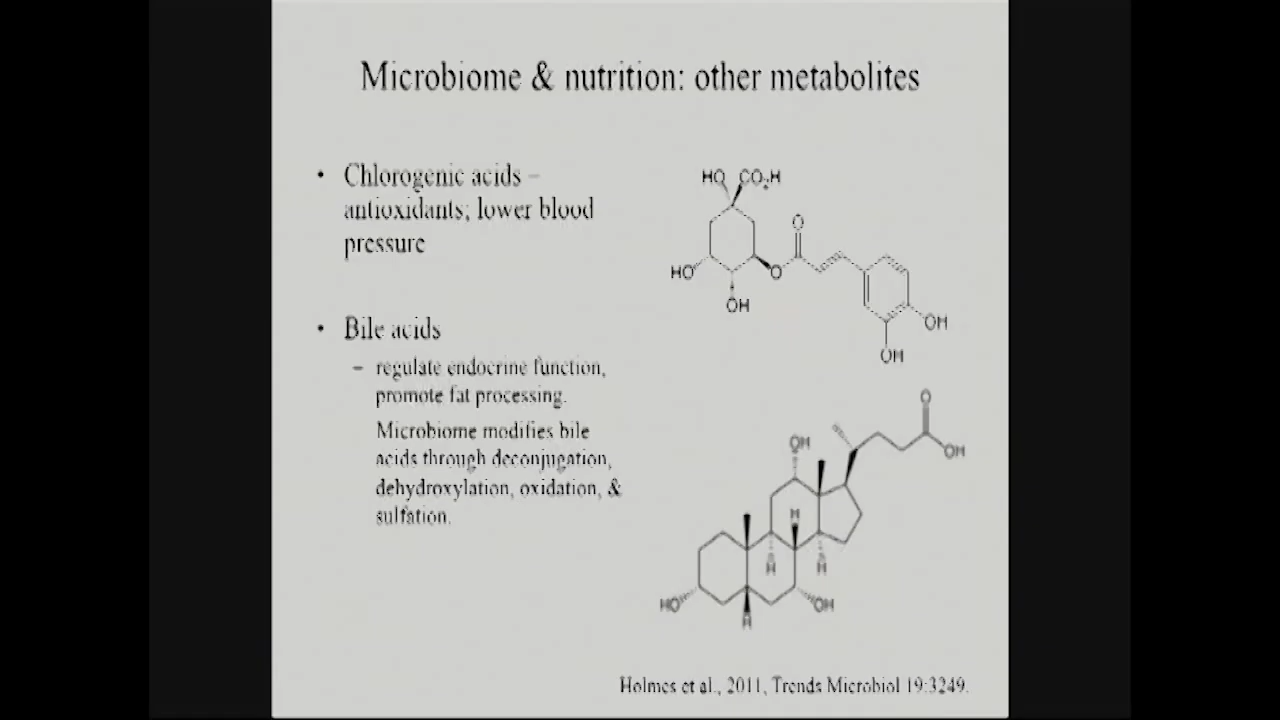 Microbiome & nutrition: other metabolites
• Chlorogenic acids –
antioxidants; lower blood
pressure
• Bile acids
– regulate endocrine function,
promote fat processing.
Microbiome modifies bile
acids through deconjugation,
dehydroxylation, oxidation, &
sulfation.
HO CO₂H
O
HO
O
OH
OH
OH
O
OH
OH
H
H
H
HO
OH
H
Holmes et al., 2011, Trends Microbiol 19:3249.